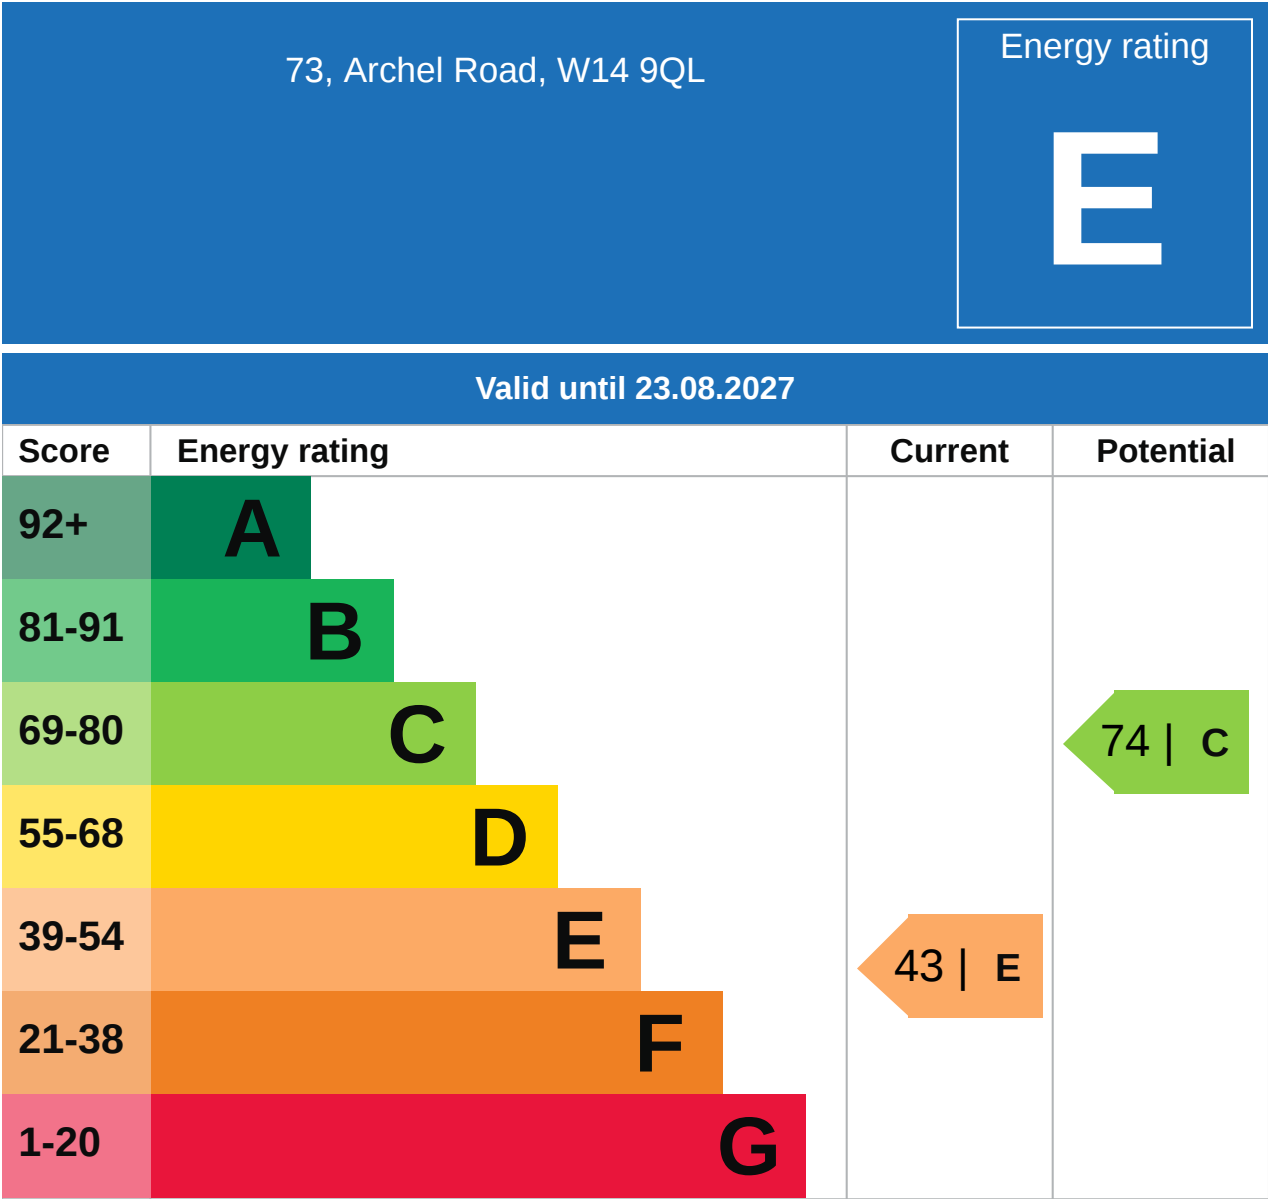 73, Archel Road, W14 9QL
Energy rating
E
Valid until 23.08.2027
Score Energy rating Current Potential
92+ A
81-91 B
69-80 C 74 | C
55-68 D
39-54 E 43 | E
21-38 F
1-20 G